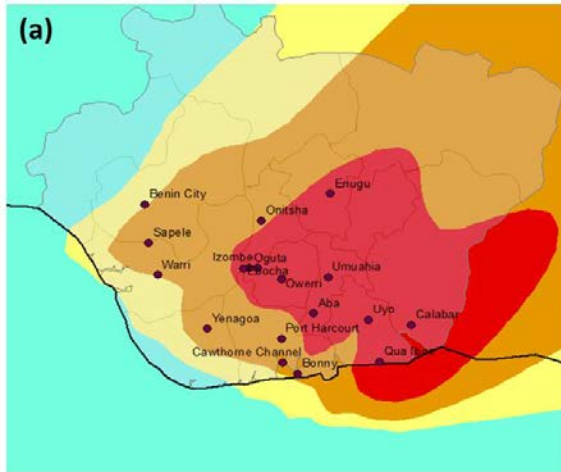 (a)
Benin City
Enugu
Onitsha
Sapele
Warri
Izombe Oguta
Ebocha
Umuahia
Owerri
Aba
Uyo
Calabar
Yenagoa
Port Harcourt
Cawthorne Channel
Qua Iboe
Bonny